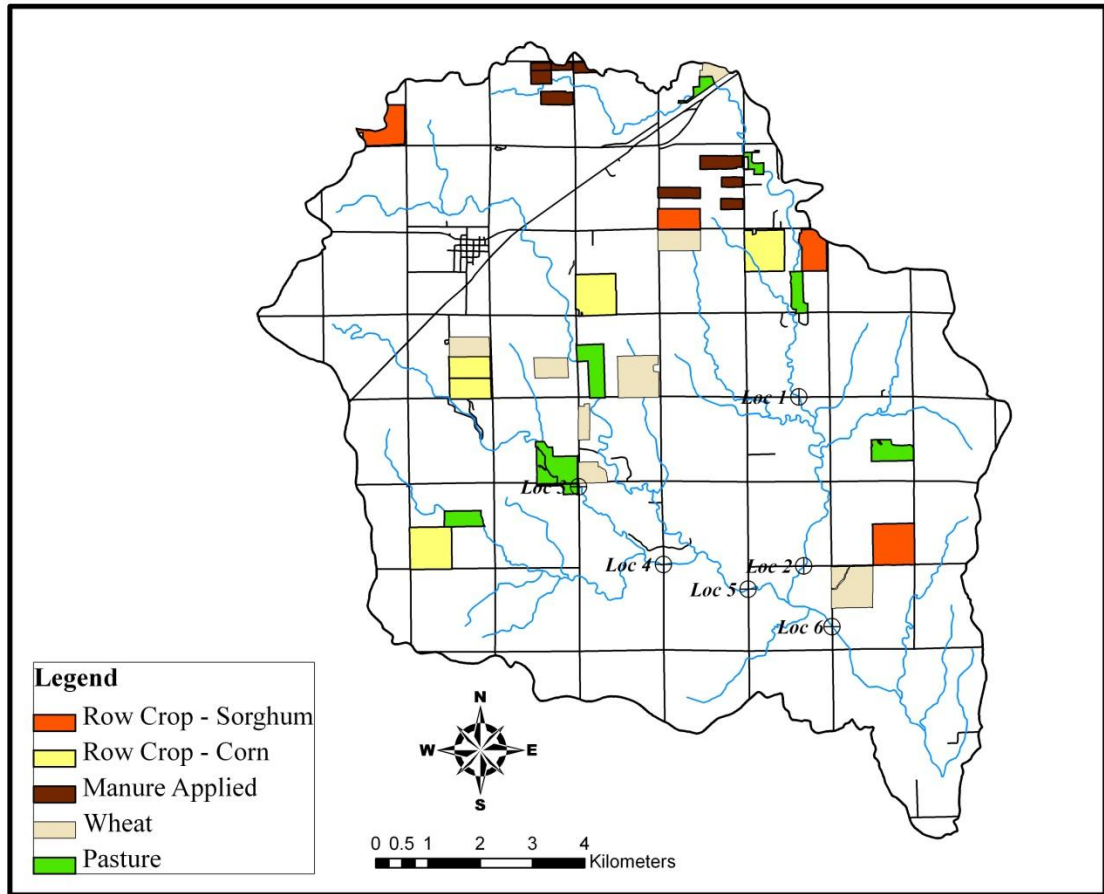 Loc 1
Loc 3
Loc 4
Loc 2
Loc 5
Loc 6
Legend
Row Crop - Sorghum
Row Crop - Corn
Manure Applied
Wheat
Pasture
N
W E
S
0 0.5 1 2 3 4
Kilometers